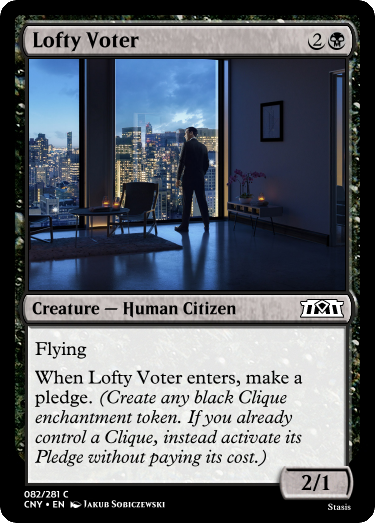 Lofty Voter 2
Creature — Human Citizen
Flying
When Lofty Voter enters, make a
pledge. (Create any black Clique
enchantment token. If you already
control a Clique, instead activate its
Pledge without paying its cost.)
2/1
082/281 C
CNY • EN Jakub Sobiczewski
Stasis